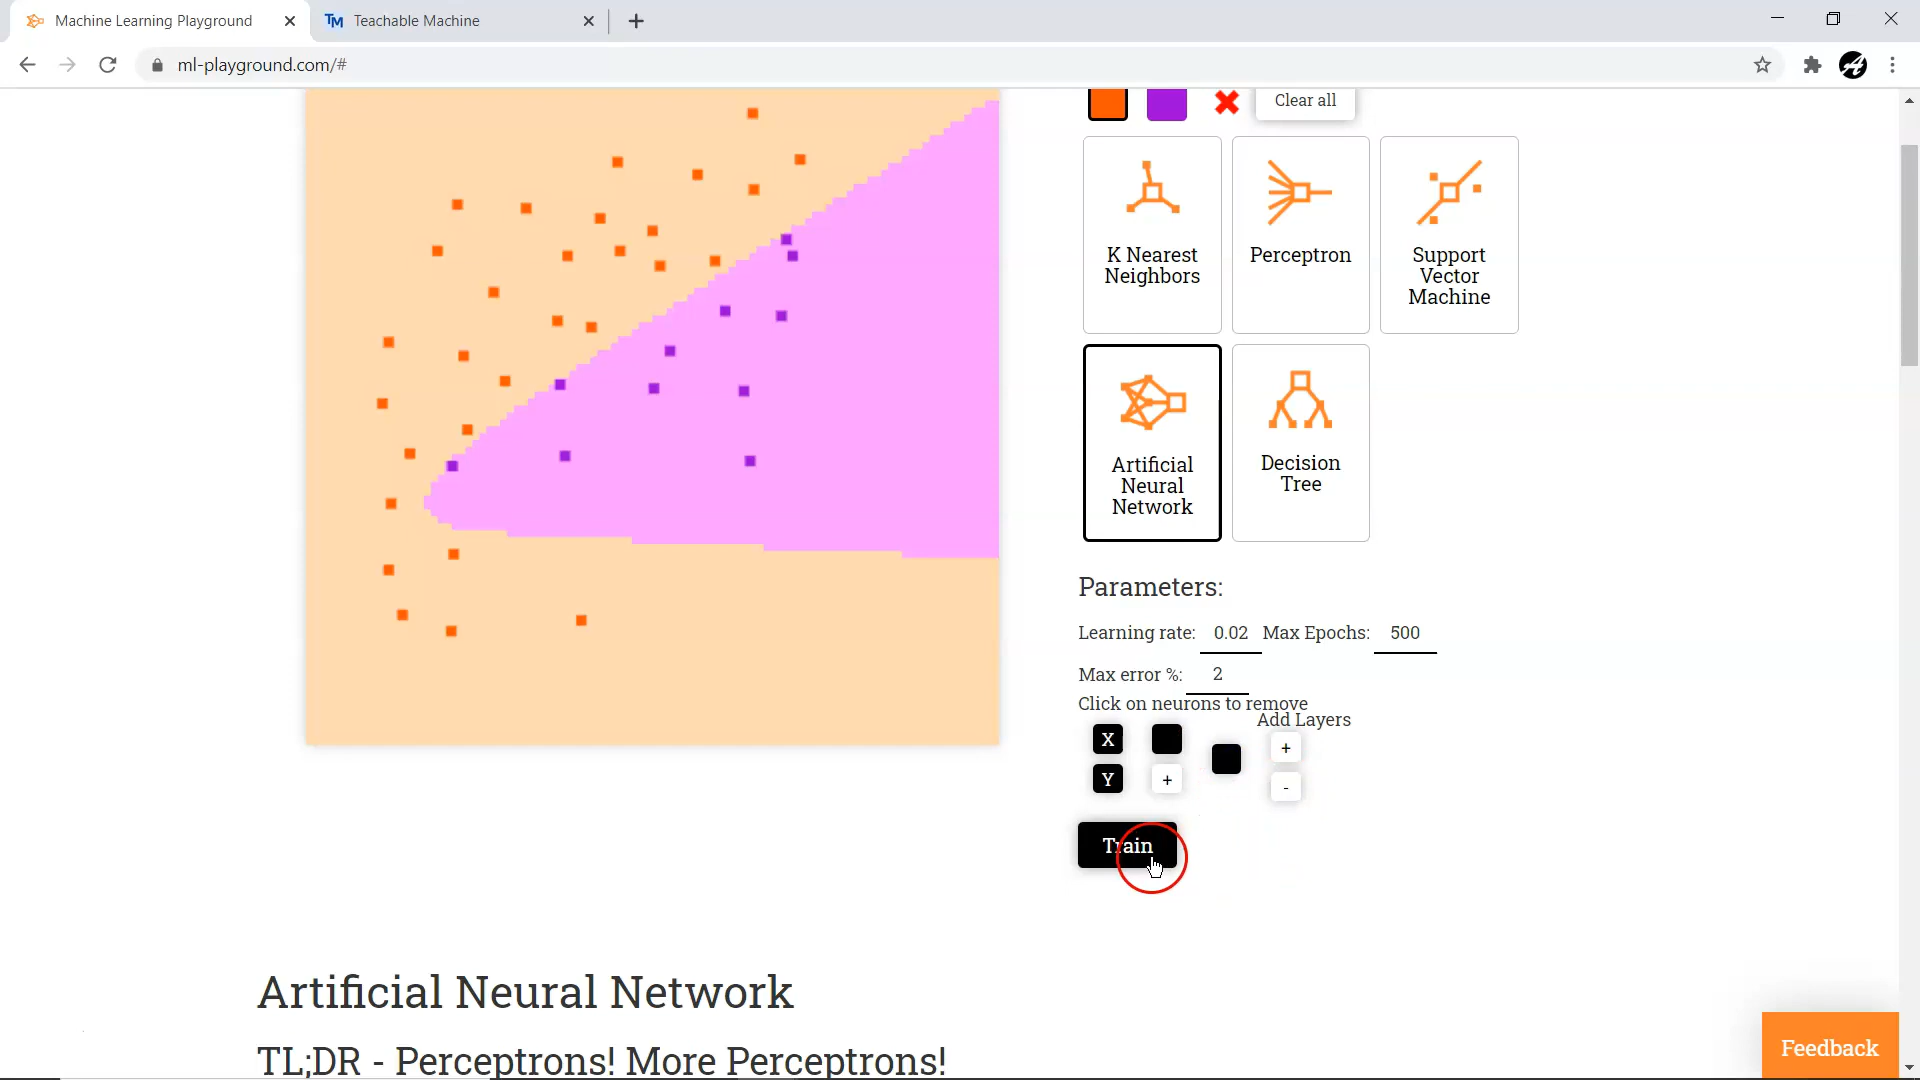 Machine Learning Playground
TM Teachable Machine
ml-playground.com/#
Clear all
K Nearest
Neighbors
Perceptron
Support
Vector
Machine
Artificial
Neural
Network
Decision
Tree
Parameters:
Learning rate: 0.02 Max Epochs: 500
Max error %: 2
Click on neurons to remove
Add Layers
X
+
Y
+
-
Train
Artificial Neural Network
TL;DR - Perceptrons! More Perceptrons!
Feedback